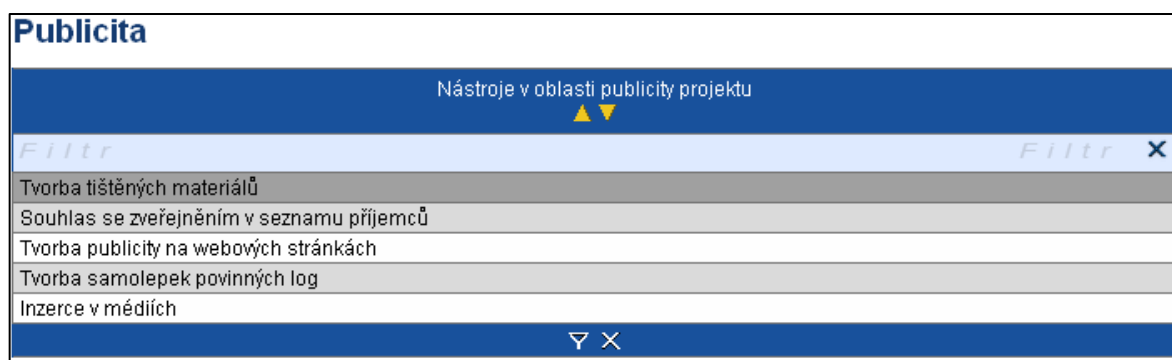 Publicita
Nástroje v oblasti publicity projektu
Filtr Filtr
Tvorba tištěných materiálů
Souhlas se zveřejněním v seznamu příjemců
Tvorba publicity na webových stránkách
Tvorba samolepek povinných log
Inzerce v médiích